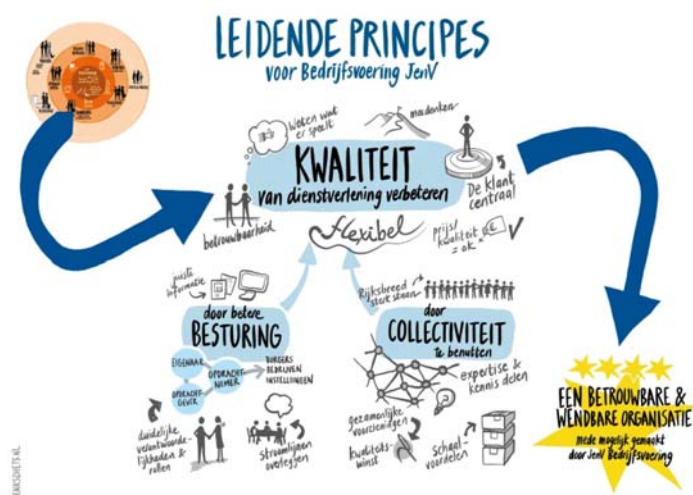 LEIDENDE PRINCIPES
voor Bedrijfsvoering JenV
Weten wat
er speelt
meedenken
KWALITEIT
van dienstverlening verbeteren
De klant
centraal
betrouwbaarheid
flexibel
prijs/
kwaliteit
= ok
juiste
informatie
door betere
BESTURING
EIGENAAR
OPDRACHT-
NEMER
OPDRACHT-
GEVER
BURGERS
BEDRIJVEN
INSTELLINGEN
duidelijke
verantwoorde-
lijkheden &
rollen
stroomlijnen
overleggen
Rijksbreed
sterk staan
door
COLLECTIVITEIT
te benutten
expertise &
kennis delen
gezamenlijke
voorzieningen
kwaliteits-
winst
schaal-
voordelen
EEN BETROUWBARE &
WENDBARE ORGANISATIE
mede mogelijk gemaakt
door JenV Bedrijfsvoering